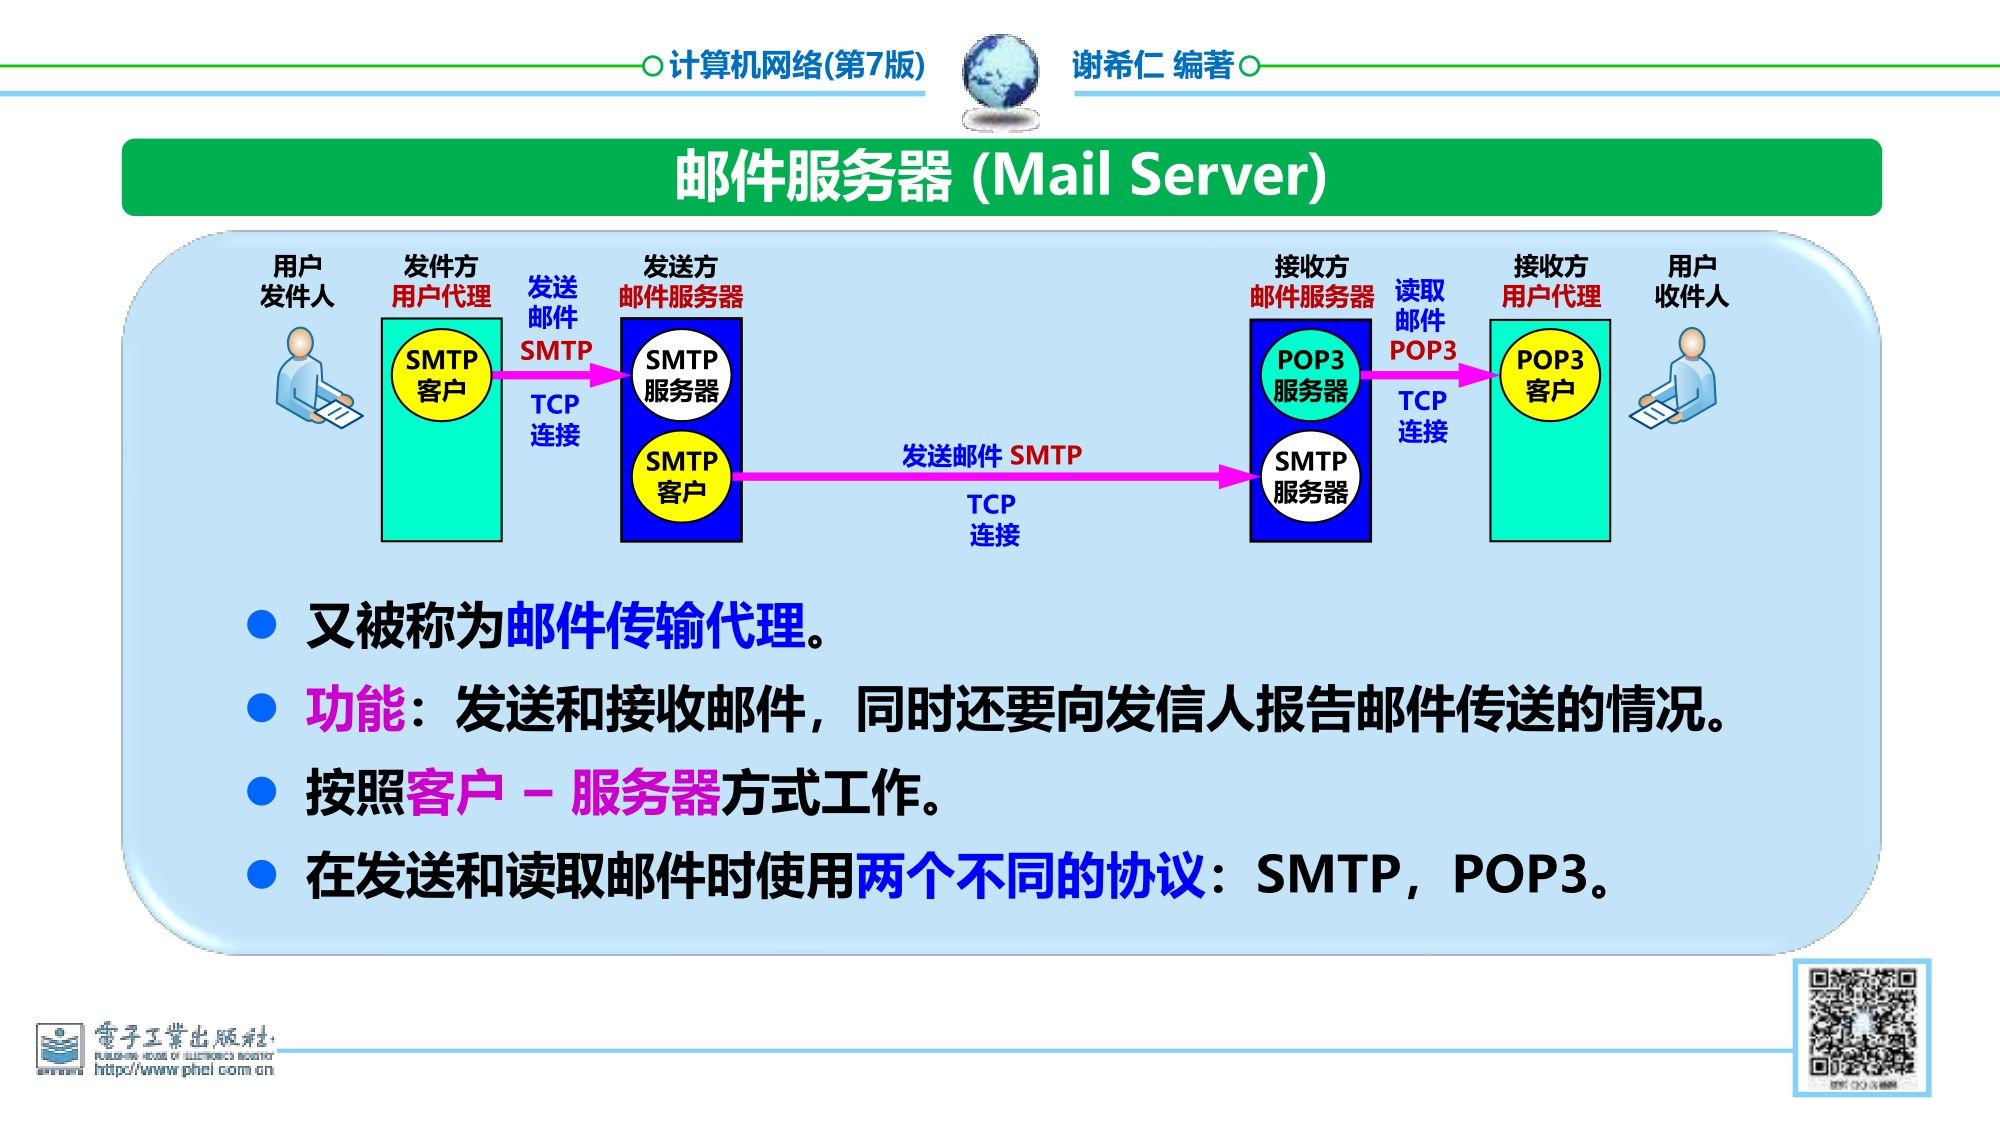 计算机网络(第7版)
谢希仁 编著
邮件服务器 (Mail Server)
用户
发件人
发件方
用户代理
发送
邮件
SMTP
TCP
连接
发送方
邮件服务器
接收方
邮件服务器
读取
邮件
POP3
TCP
连接
接收方
用户代理
用户
收件人
SMTP
客户
SMTP
服务器
SMTP
客户
发送邮件 SMTP
TCP
连接
POP3
服务器
SMTP
服务器
POP3
客户
● 又被称为邮件传输代理。
● 功能：发送和接收邮件，同时还要向发信人报告邮件传送的情况。
● 按照客户 – 服务器方式工作。
● 在发送和读取邮件时使用两个不同的协议：SMTP，POP3。
電子工業出版社
PUBLISHING HOUSE OF ELECTRONICS INDUSTRY
http://www.phei.com.cn